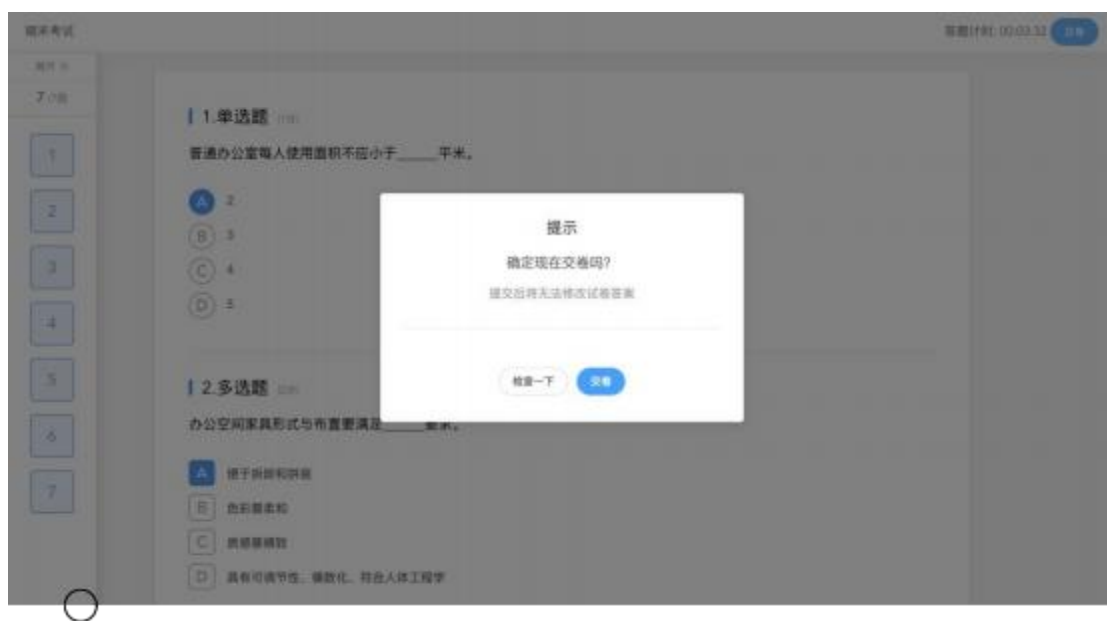 期末考试
答题计时: 00:03:32
交卷
7小题
1
2
3
4
5
6
7
1.单选题
普通办公室每人使用面积不应小于_____平米。
A 2
B 3
C 4
D 5
2.多选题
办公空间家具形式与布置要满足_____要求。
A 便于拆卸和拼装
B 色彩要柔和
C
D 具有可调节性、模数化、符合人体工程学
提示
确定现在交卷吗?
提交后将无法修改试卷答案
检查一下
交卷